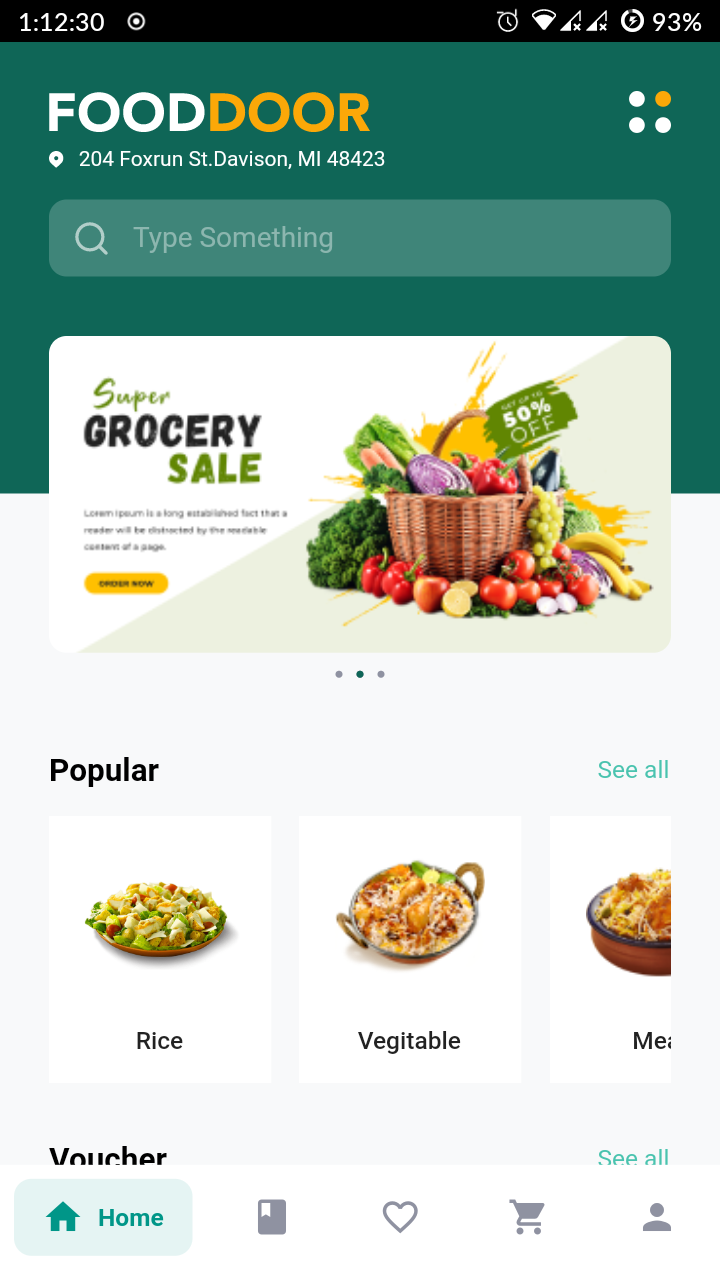 1:12:30
93%
FOODDOOR
204 Foxrun St.Davison, MI 48423
Type Something
Super
GROCERY
SALE
GET UP TO
50%
OFF
Lorem Ipsum is a long established fact that a
reader will be distracted by the readable
content of a page.
ORDER NOW
Popular
See all
Rice
Vegitable
Mea
Voucher
See all
Home